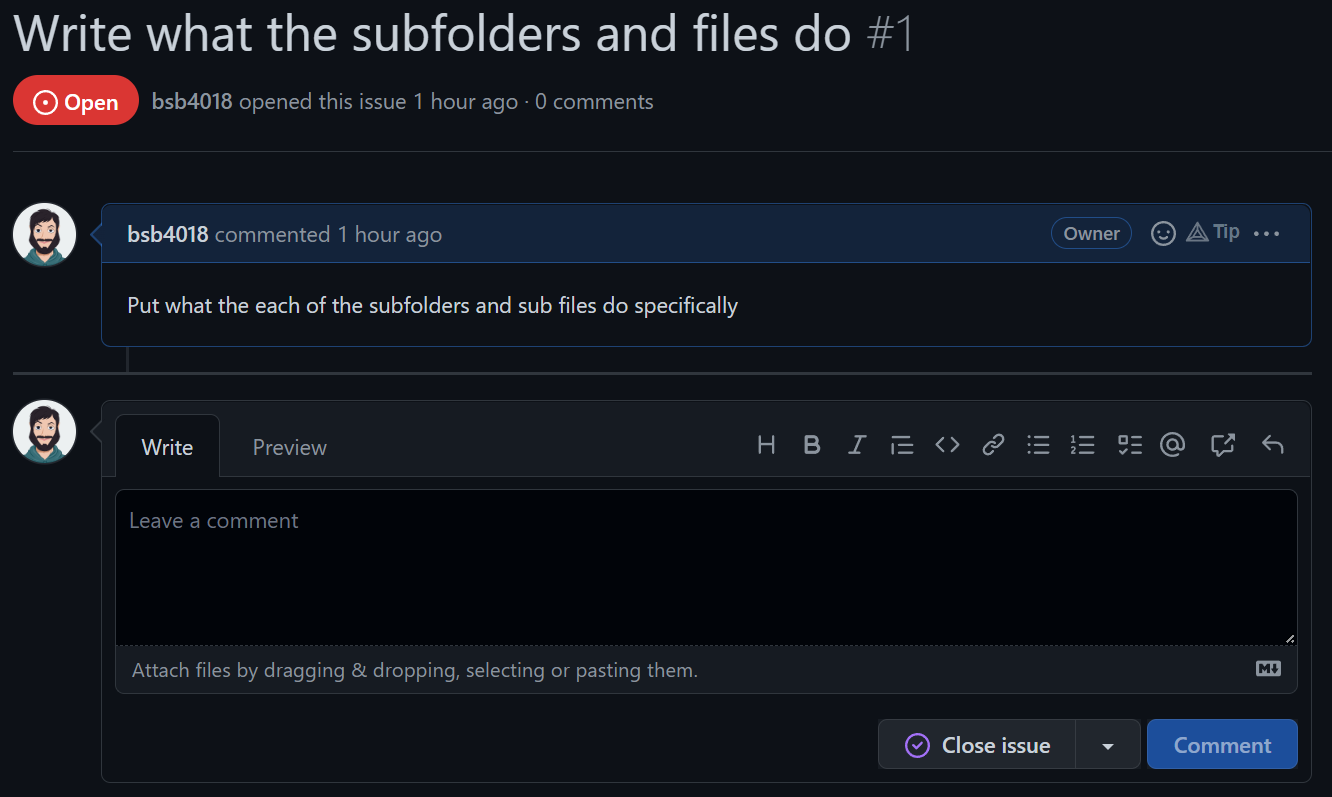 Write what the subfolders and files do #1
Open bsb4018 opened this issue 1 hour ago · 0 comments
bsb4018 commented 1 hour ago Owner Tip
Put what the each of the subfolders and sub files do specifically
Write Preview
Leave a comment
Attach files by dragging & dropping, selecting or pasting them.
Close issue Comment